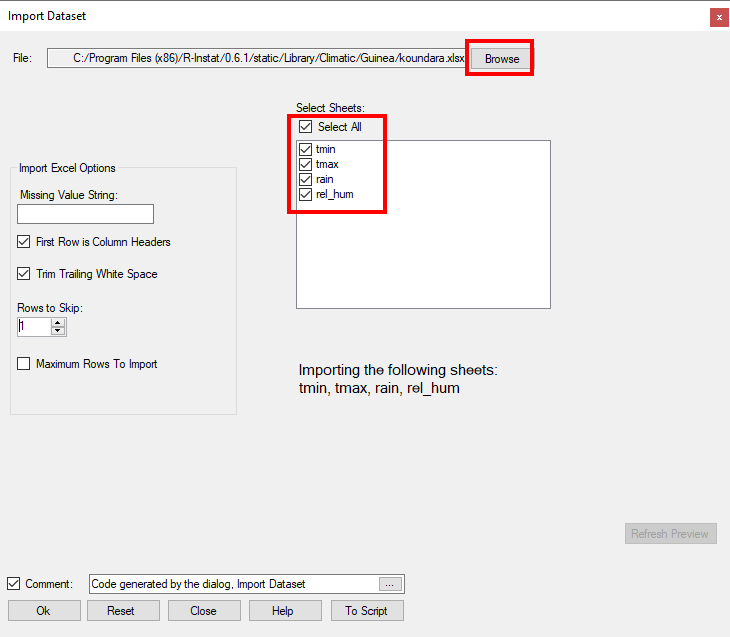 Import Dataset
x
File:
C:/Program Files (x86)/R-Instat/0.6.1/static/Library/Climatic/Guinea/koundara.xlsx
Browse
Select Sheets:
Select All
tmin
tmax
rain
rel_hum
Import Excel Options
Missing Value String:
First Row is Column Headers
Trim Trailing White Space
Rows to Skip:
1
Maximum Rows To Import
Importing the following sheets:
tmin, tmax, rain, rel_hum
Refresh Preview
Comment:
Code generated by the dialog, Import Dataset
...
Ok
Reset
Close
Help
To Script